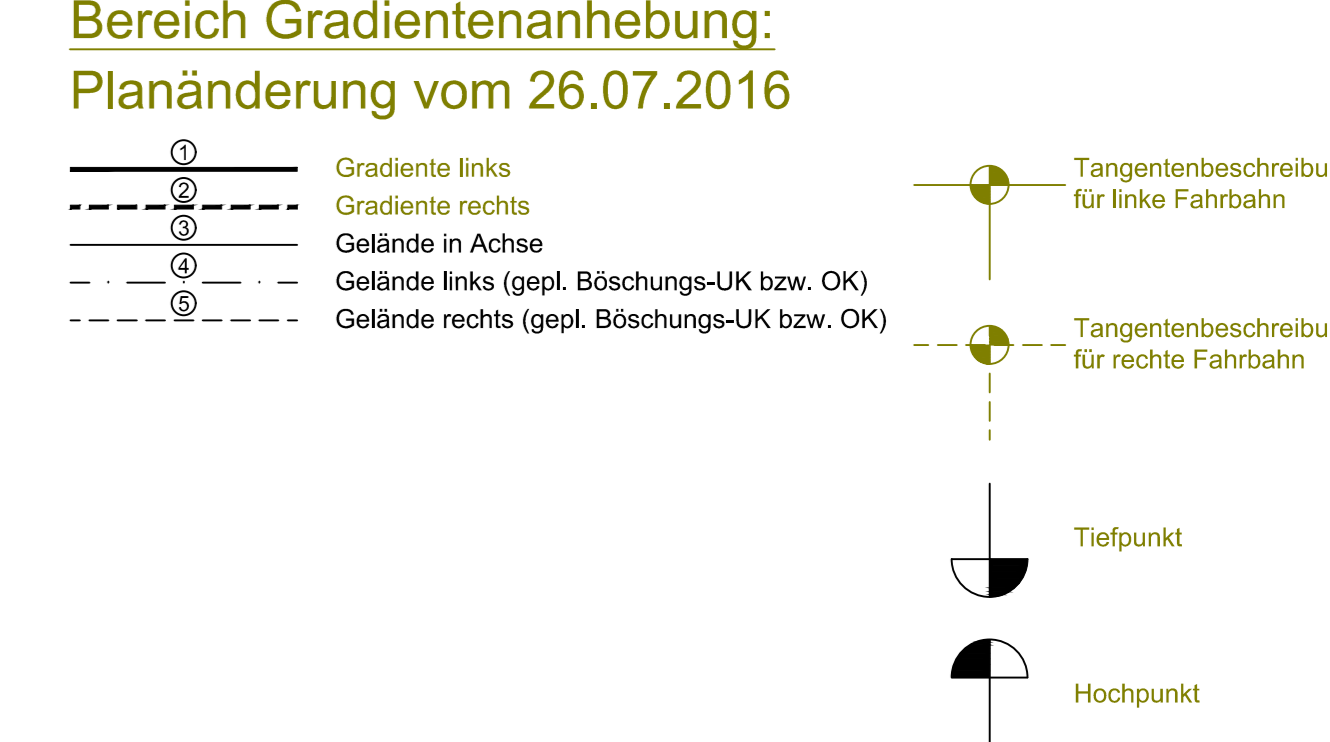 Bereich Gradientenanhebung:
Planänderung vom 26.07.2016
① Gradiente links
② Gradiente rechts
③ Gelände in Achse
④ Gelände links (gepl. Böschungs-UK bzw. OK)
⑤ Gelände rechts (gepl. Böschungs-UK bzw. OK)
Tangentenbeschreibu
für linke Fahrbahn
Tangentenbeschreibu
für rechte Fahrbahn
Tiefpunkt
Hochpunkt